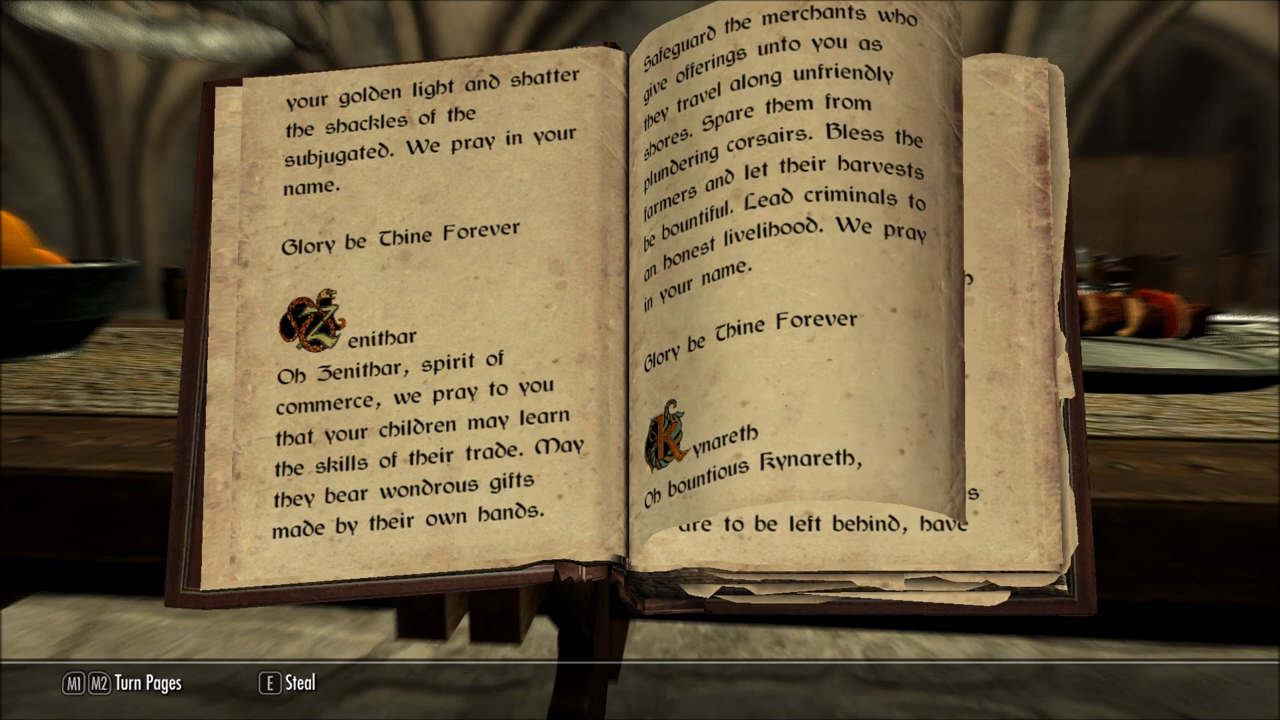 your golden light and shatter
the shackles of the
subjugated. We pray in your
name.
Glory be Thine Forever
Zenithar
Oh Zenithar, spirit of
commerce, we pray to you
that your children may learn
the skills of their trade. May
they bear wondrous gifts
made by their own hands.
Safeguard the merchants who
give offerings unto you as
they travel along unfriendly
shores. Spare them from
plundering corsairs. Bless the
farmers and let their harvests
be bountiful. Lead criminals to
an honest livelihood. We pray
in your name.
Glory be Thine Forever
Kynareth
Oh bountious Kynareth,
are to be left behind, have
M1 M2 Turn Pages
E Steal